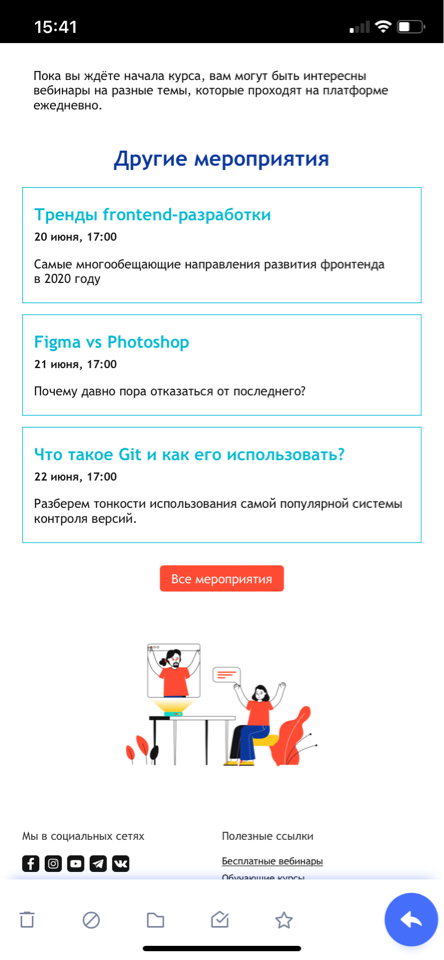 15:41
Пока вы ждёте начала курса, вам могут быть интересны
вебинары на разные темы, которые проходят на платформе
ежедневно.
Другие мероприятия
Тренды frontend-разработки
20 июня, 17:00
Самые многообещающие направления развития фронтенда
в 2020 году
Figma vs Photoshop
21 июня, 17:00
Почему давно пора отказаться от последнего?
Что такое Git и как его использовать?
22 июня, 17:00
Разберем тонкости использования самой популярной системы
контроля версий.
Все мероприятия
Мы в социальных сетях
Полезные ссылки
Бесплатные вебинары
Обучающие курсы